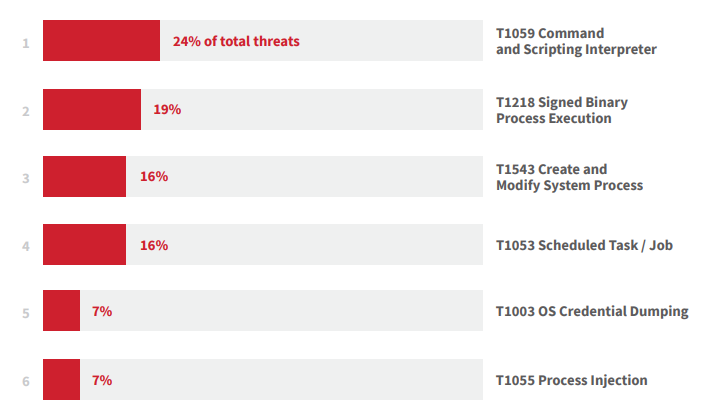 1
24% of total threats
T1059 Command
and Scripting Interpreter
2
19%
T1218 Signed Binary
Process Execution
3
16%
T1543 Create and
Modify System Process
4
16%
T1053 Scheduled Task / Job
5
7%
T1003 OS Credential Dumping
6
7%
T1055 Process Injection